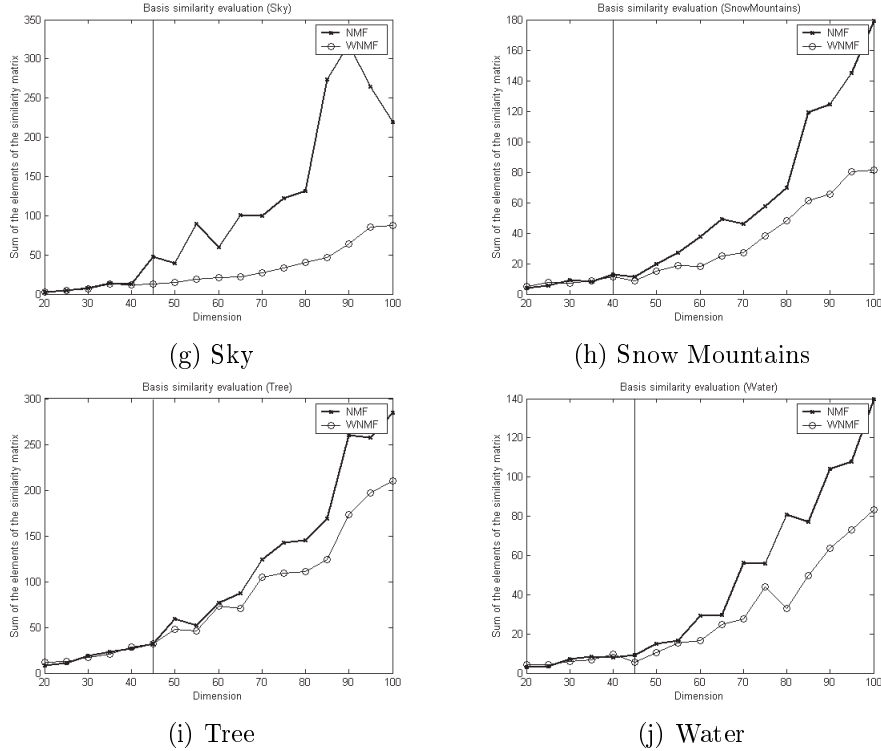 Basis similarity evaluation (Sky)
350
300
250
200
150
100
50
0
Sum of the elements of the similarity matrix
NMF
WNMF
20 30 40 50 60 70 80 90 100
Dimension
(g) Sky
Basis similarity evaluation (SnowMountains)
180
160
140
120
100
80
60
40
20
0
Sum of the elements of the similarity matrix
NMF
WNMF
20 30 40 50 60 70 80 90 100
Dimension
(h) Snow Mountains
Basis similarity evaluation (Tree)
300
250
200
150
100
50
0
Sum of the elements of the similarity matrix
NMF
WNMF
20 30 40 50 60 70 80 90 100
Dimension
(i) Tree
Basis similarity evaluation (Water)
140
120
100
80
60
40
20
0
Sum of the elements of the similarity matrix
NMF
WNMF
20 30 40 50 60 70 80 90 100
Dimension
(j) Water